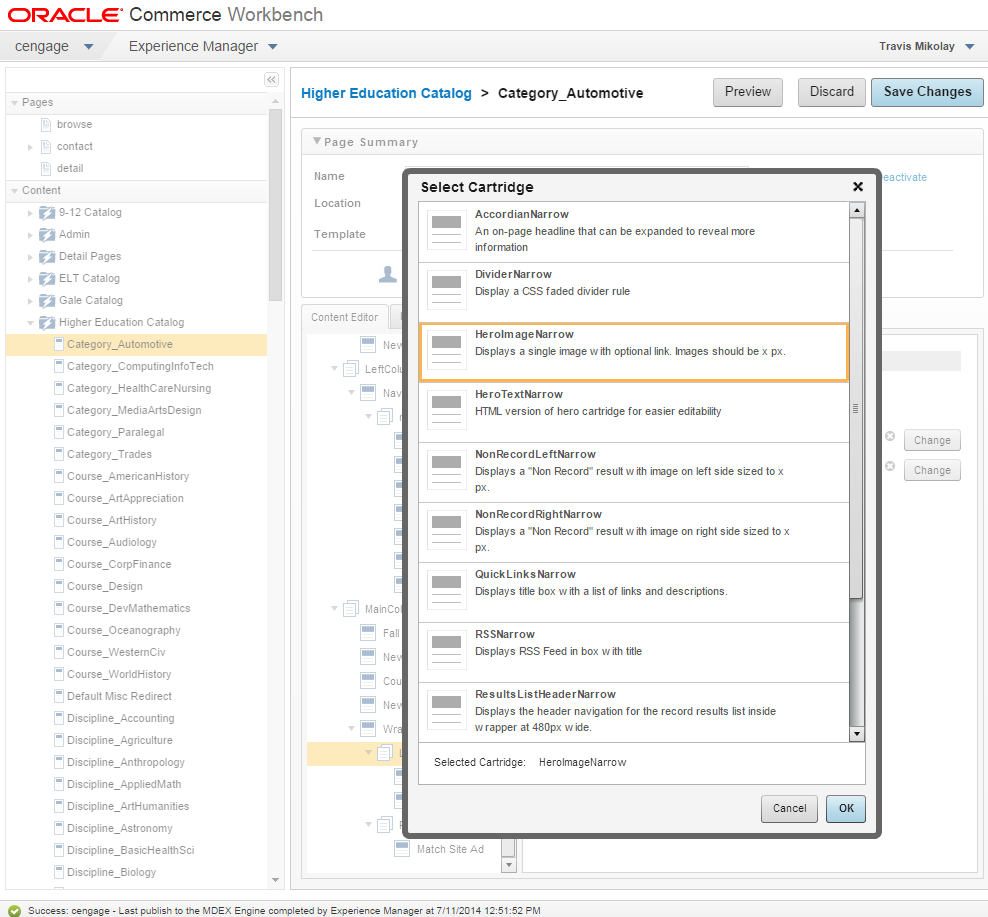 ORACLE Commerce Workbench
cengage
Experience Manager
Travis Mikolay
Pages
browse
contact
detail
Content
9-12 Catalog
Admin
Detail Pages
ELT Catalog
Gale Catalog
Higher Education Catalog
Category_Automotive
Category_ComputingInfoTech
Category_HealthCareNursing
Category_MediaArtsDesign
Category_Paralegal
Category_Trades
Course_AmericanHistory
Course_ArtAppreciation
Course_ArtHistory
Course_Audiology
Course_CorpFinance
Course_Design
Course_DevMathematics
Course_Oceanography
Course_WesternCiv
Course_WorldHistory
Default Misc Redirect
Discipline_Accounting
Discipline_Agriculture
Discipline_Anthropology
Discipline_AppliedMath
Discipline_ArtHumanities
Discipline_Astronomy
Discipline_BasicHealthSci
Discipline_Biology
Higher Education Catalog > Category_Automotive
Preview
Discard
Save Changes
Page Summary
Name
Location
Template
eactivate
Content Editor
New
LeftColu
Nav
MainCol
Fall
New
Cou
New
Wra
Match Site Ad
Change
Change
Select Cartridge
AccordianNarrow
An on-page headline that can be expanded to reveal more
information
DividerNarrow
Display a CSS faded divider rule
HeroImageNarrow
Displays a single image with optional link. Images should be x px.
HeroTextNarrow
HTML version of hero cartridge for easier editability
NonRecordLeftNarrow
Displays a "Non Record" result with image on left side sized to x
px.
NonRecordRightNarrow
Displays a "Non Record" result with image on right side sized to x
px.
QuickLinksNarrow
Displays title box with a list of links and descriptions.
RSSNarrow
Displays RSS Feed in box with title
ResultsListHeaderNarrow
Displays the header navigation for the record results list inside
wrapper at 480px wide.
Selected Cartridge: HeroImageNarrow
Cancel
OK
Success: cengage - Last publish to the MDEX Engine completed by Experience Manager at 7/11/2014 12:51:52 PM